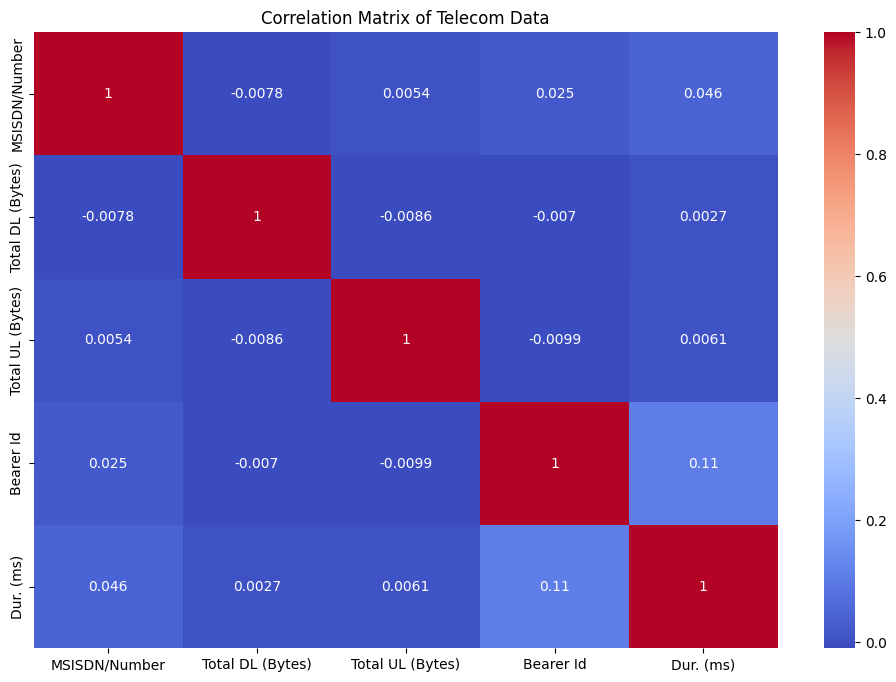 Correlation Matrix of Telecom Data
MSISDN/Number
1
-0.0078
0.0054
0.025
0.046
Total DL (Bytes)
-0.0078
1
-0.0086
-0.007
0.0027
Total UL (Bytes)
0.0054
-0.0086
1
-0.0099
0.0061
Bearer Id
0.025
-0.007
-0.0099
1
0.11
Dur. (ms)
0.046
0.0027
0.0061
0.11
1
MSISDN/Number
Total DL (Bytes)
Total UL (Bytes)
Bearer Id
Dur. (ms)
1.0
0.8
0.6
0.4
0.2
0.0